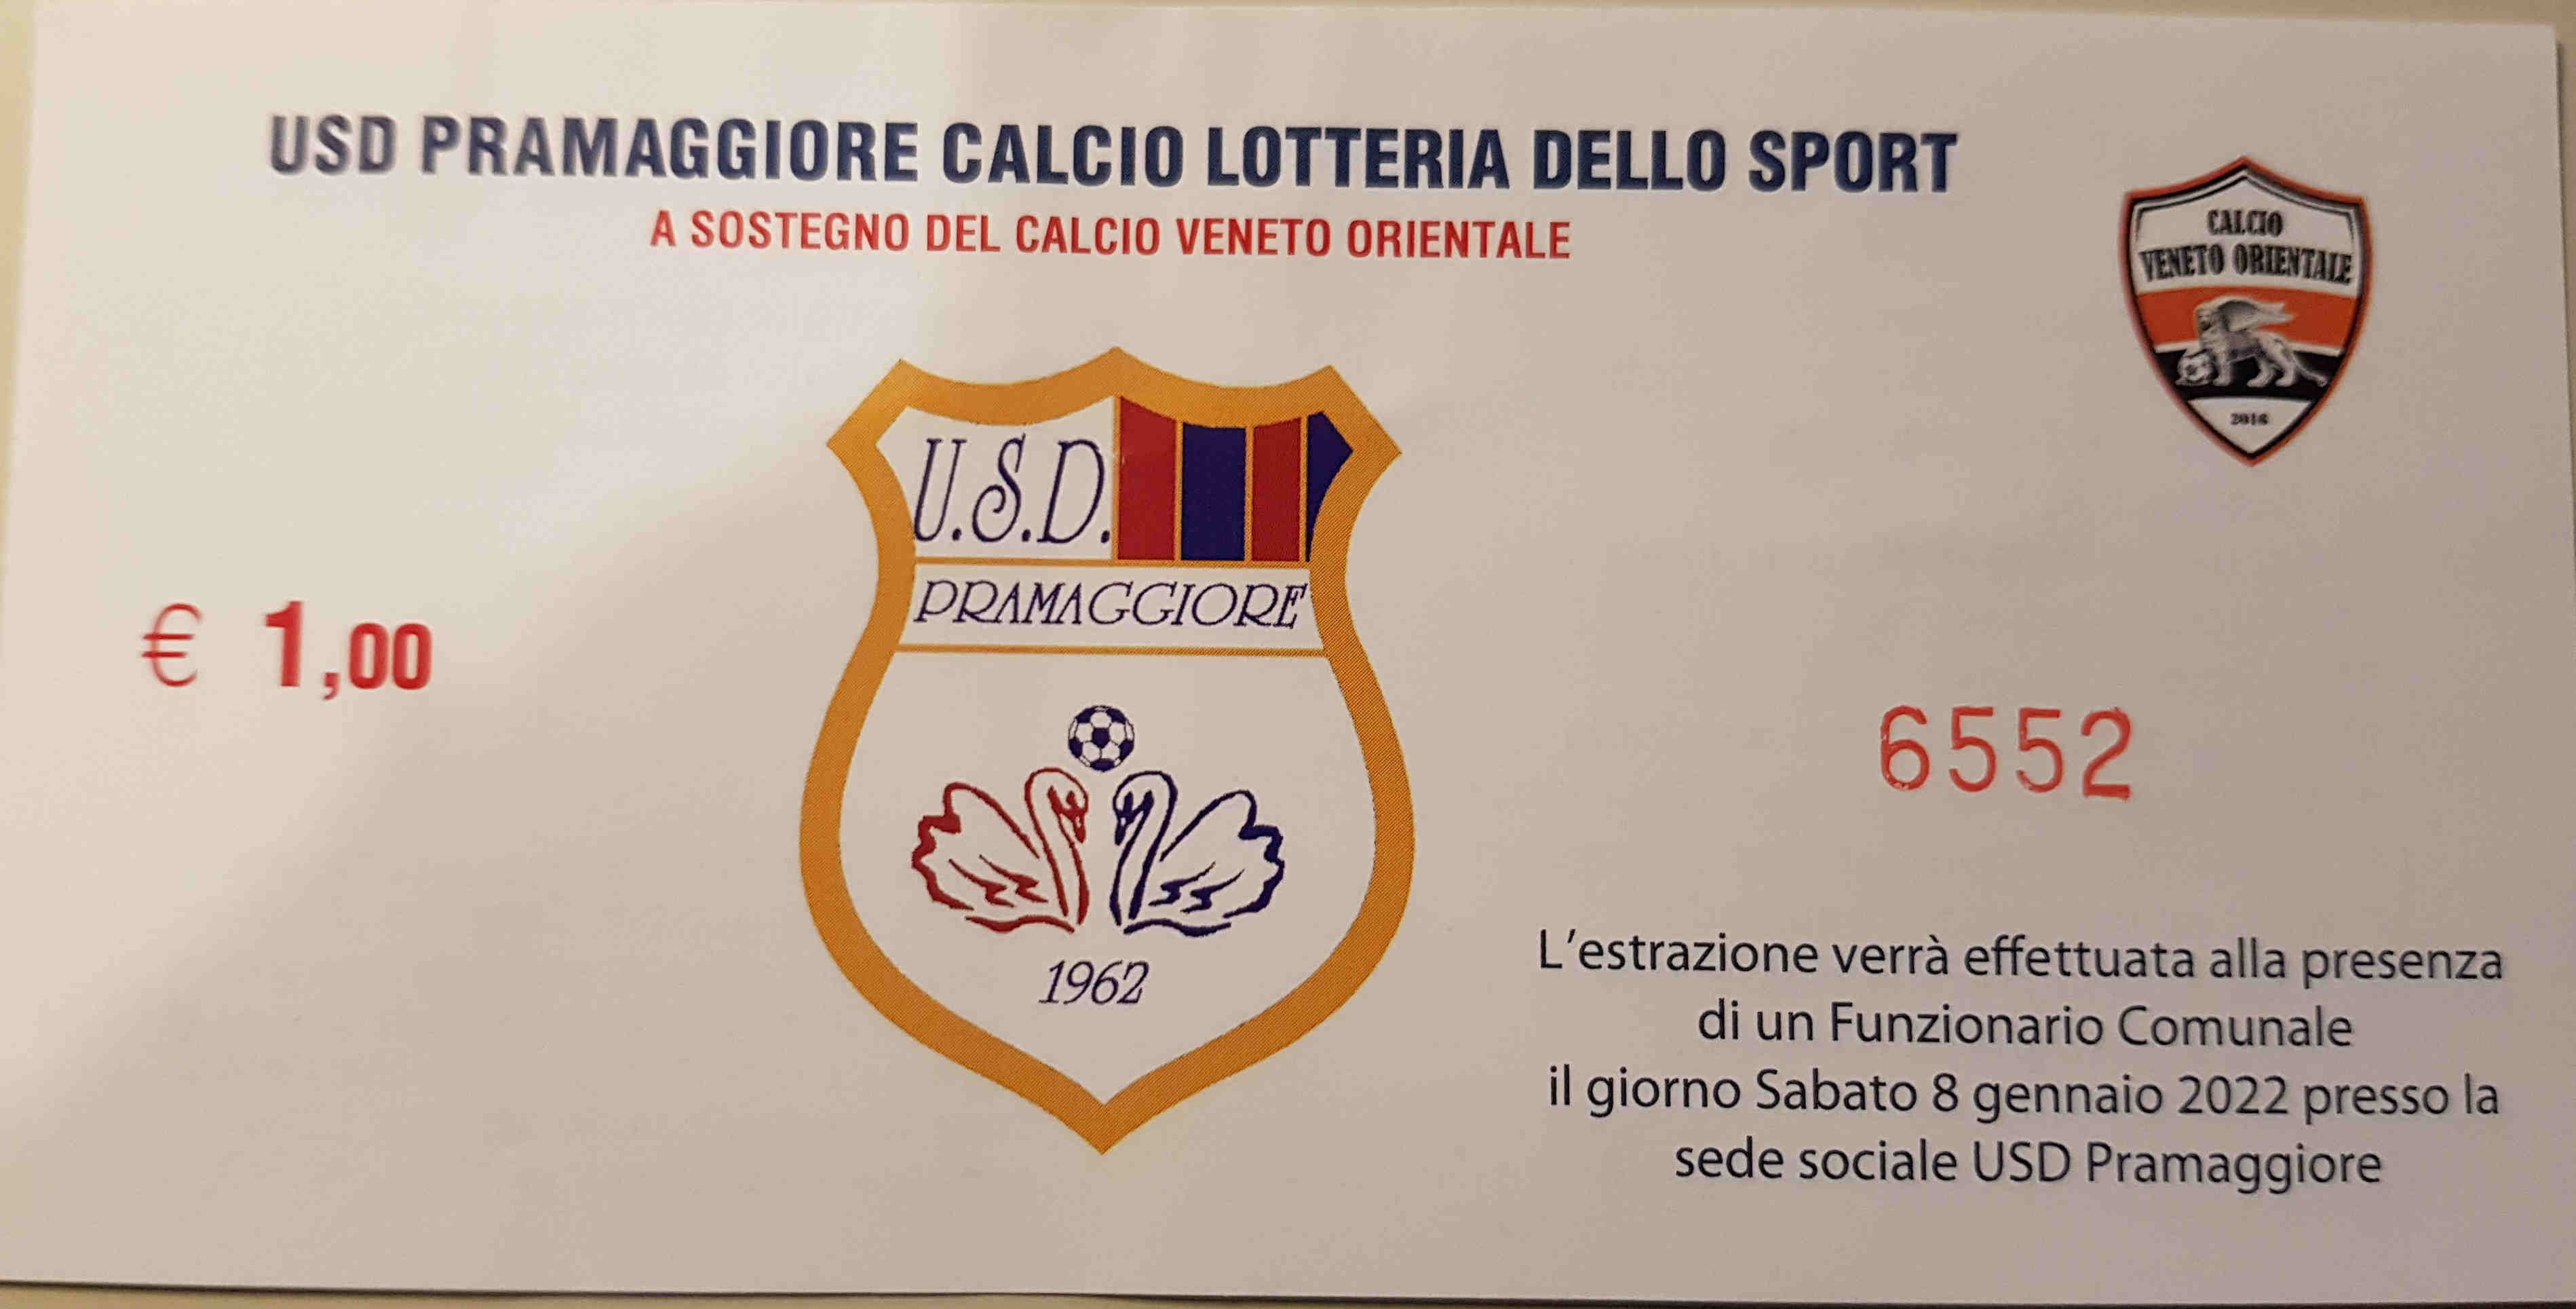 USD PRAMAGGIORE CALCIO LOTTERIA DELLO SPORT
A SOSTEGNO DEL CALCIO VENETO ORIENTALE
CALCIO
VENETO ORIENTALE
2016
U.S.D.
PRAMAGGIORE
1962
€ 1,00
6552
L'estrazione verrà effettuata alla presenza
di un Funzionario Comunale
il giorno Sabato 8 gennaio 2022 presso la
sede sociale USD Pramaggiore